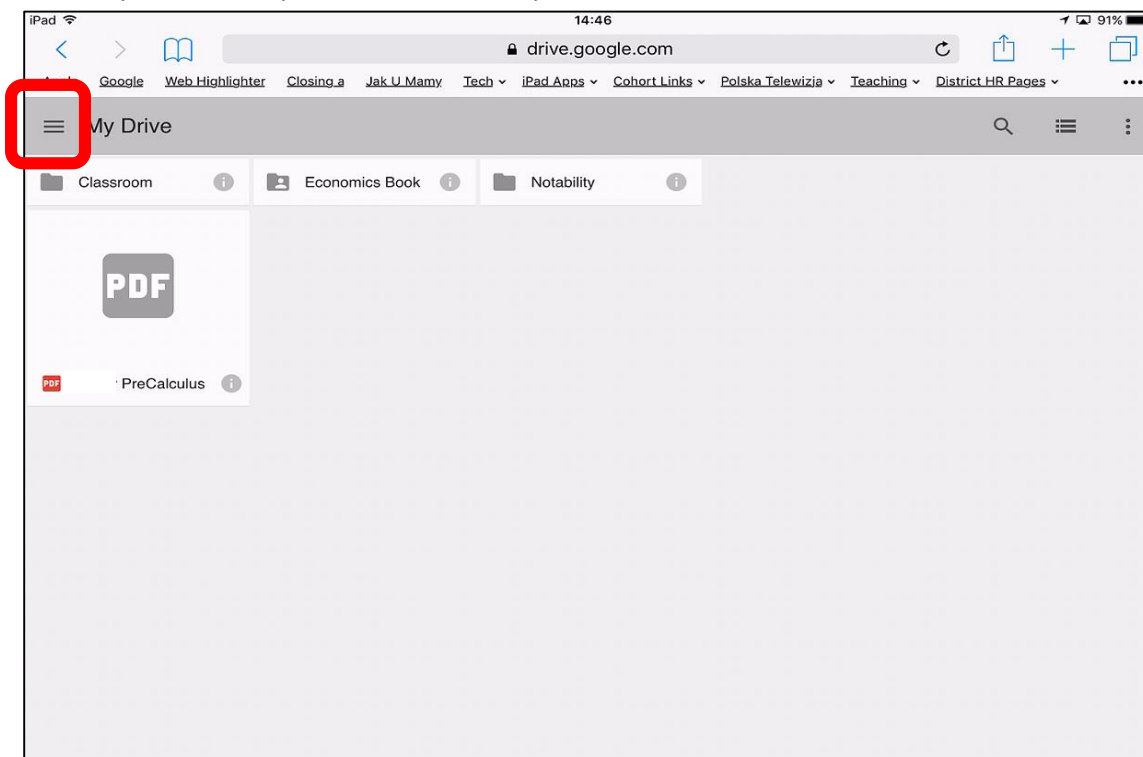 iPad 14:46 91%
drive.google.com
Google Web Highlighter Closing a Jak U Mamy Tech iPad Apps Cohort Links Polska Telewizja Teaching District HR Pages
My Drive
Classroom Economics Book Notability
PDF
PDF PreCalculus